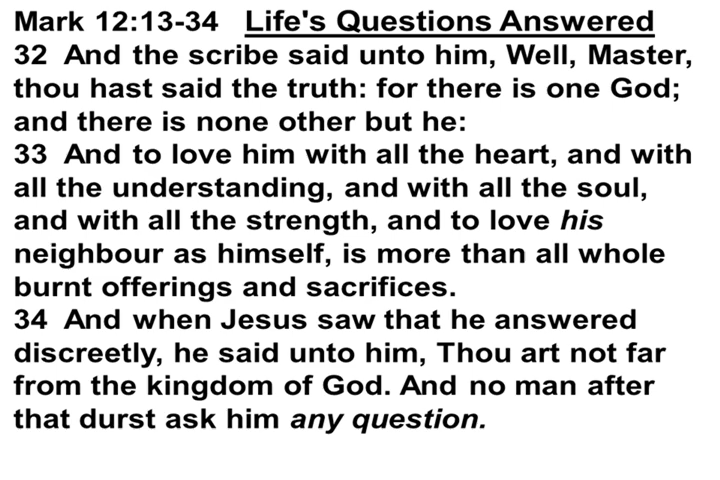 Mark 12:13-34 Life's Questions Answered
32 And the scribe said unto him, Well, Master,
thou hast said the truth: for there is one God;
and there is none other but he:
33 And to love him with all the heart, and with
all the understanding, and with all the soul,
and with all the strength, and to love his
neighbour as himself, is more than all whole
burnt offerings and sacrifices.
34 And when Jesus saw that he answered
discreetly, he said unto him, Thou art not far
from the kingdom of God. And no man after
that durst ask him any question.